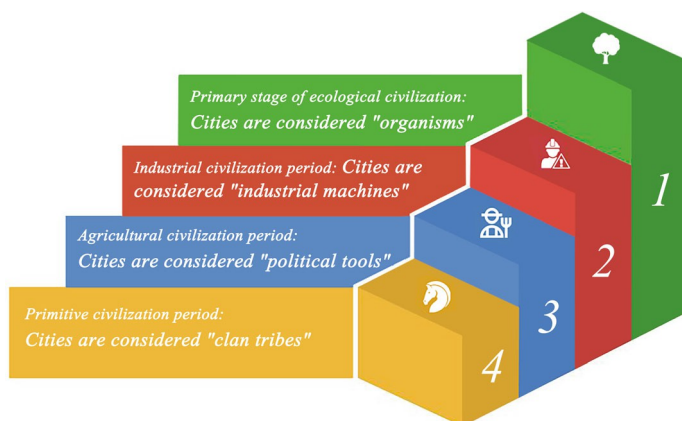 Primary stage of ecological civilization:
Cities are considered "organisms"
1
Industrial civilization period: Cities are
considered "industrial machines"
2
Agricultural civilization period:
Cities are considered "political tools"
3
Primitive civilization period:
Cities are considered "clan tribes"
4